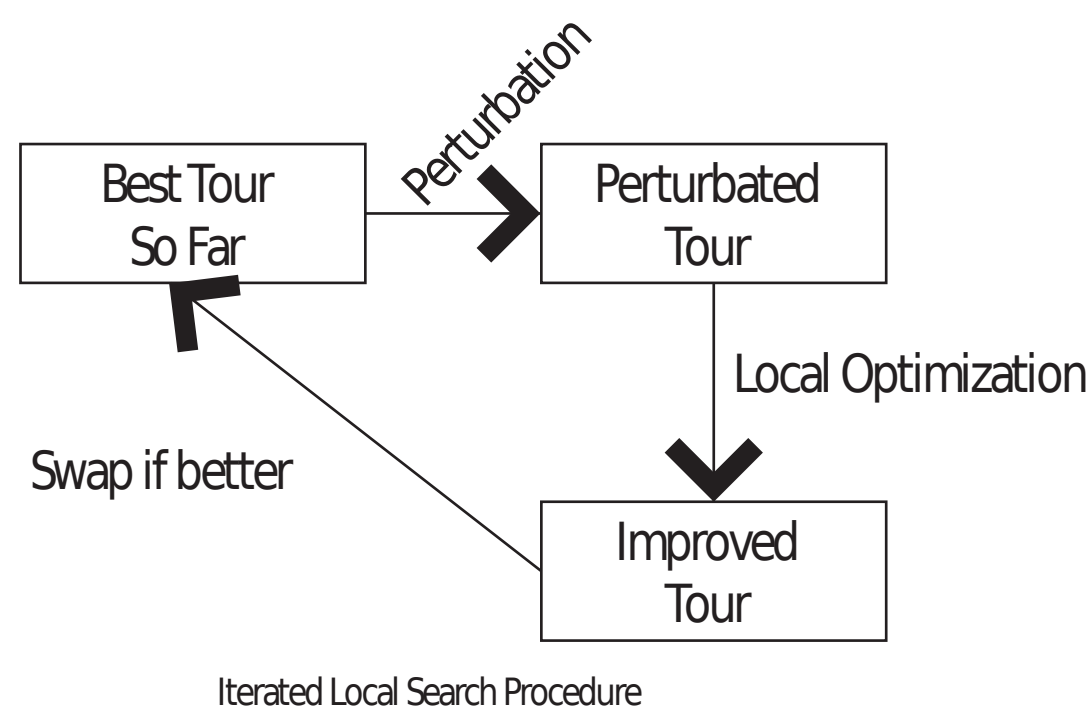 Perturbation
Best Tour
So Far
Perturbated
Tour
Local Optimization
Swap if better
Improved
Tour
Iterated Local Search Procedure